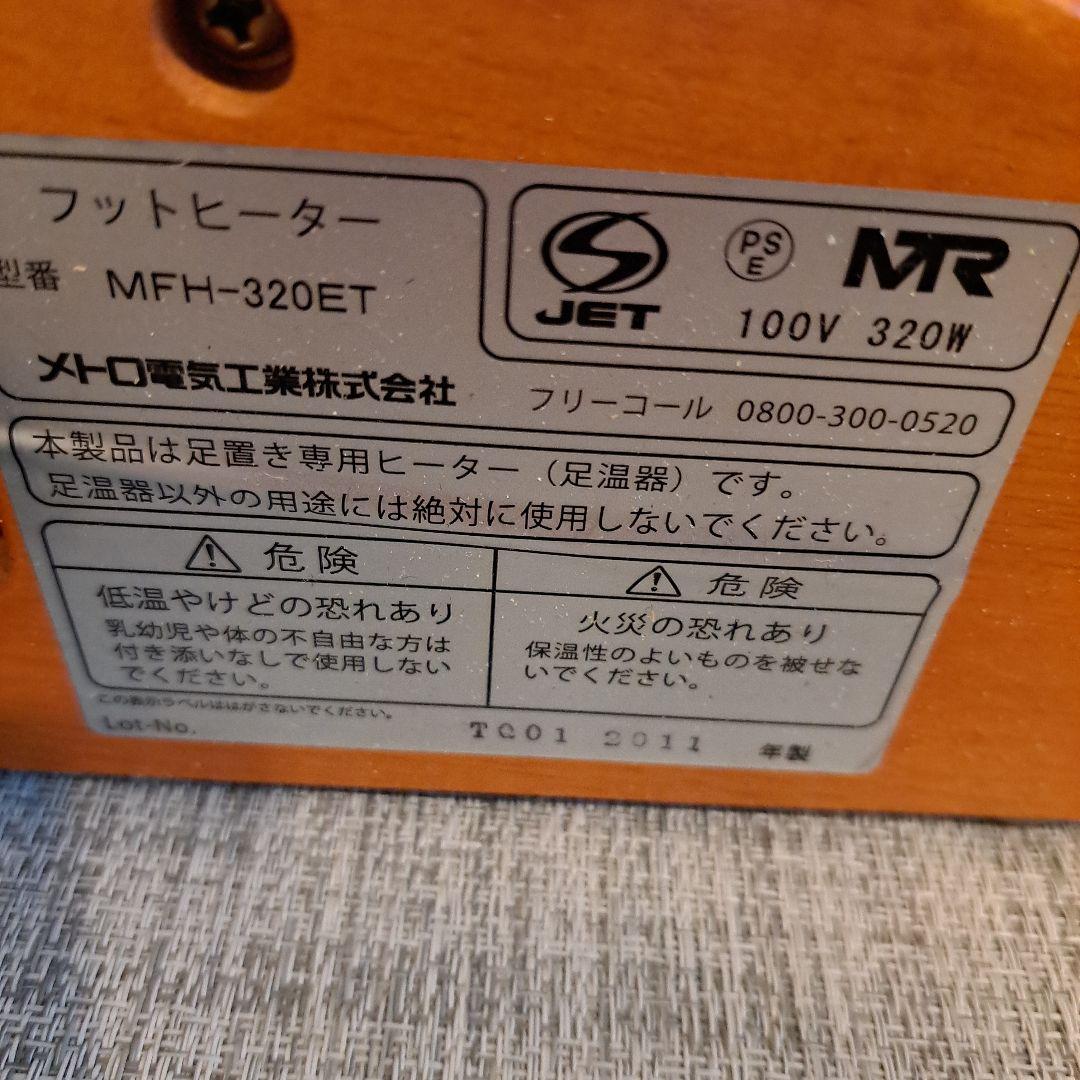 フットヒーター
型番 MFH-320ET
JET
PSE
MTR
100V 320W
メトロ電気工業株式会社
フリーコール 0800-300-0520
本製品は足置き専用ヒーター（足温器）です。
足温器以外の用途には絶対に使用しないでください。
危険
低温やけどの恐れあり
乳幼児や体の不自由な方は
付き添いなしで使用しない
でください。
危険
火災の恐れあり
保温性のよいものを被せな
いでください。
この表示ラベルははがさないでください。
Lot-No. TG01 2011 年製